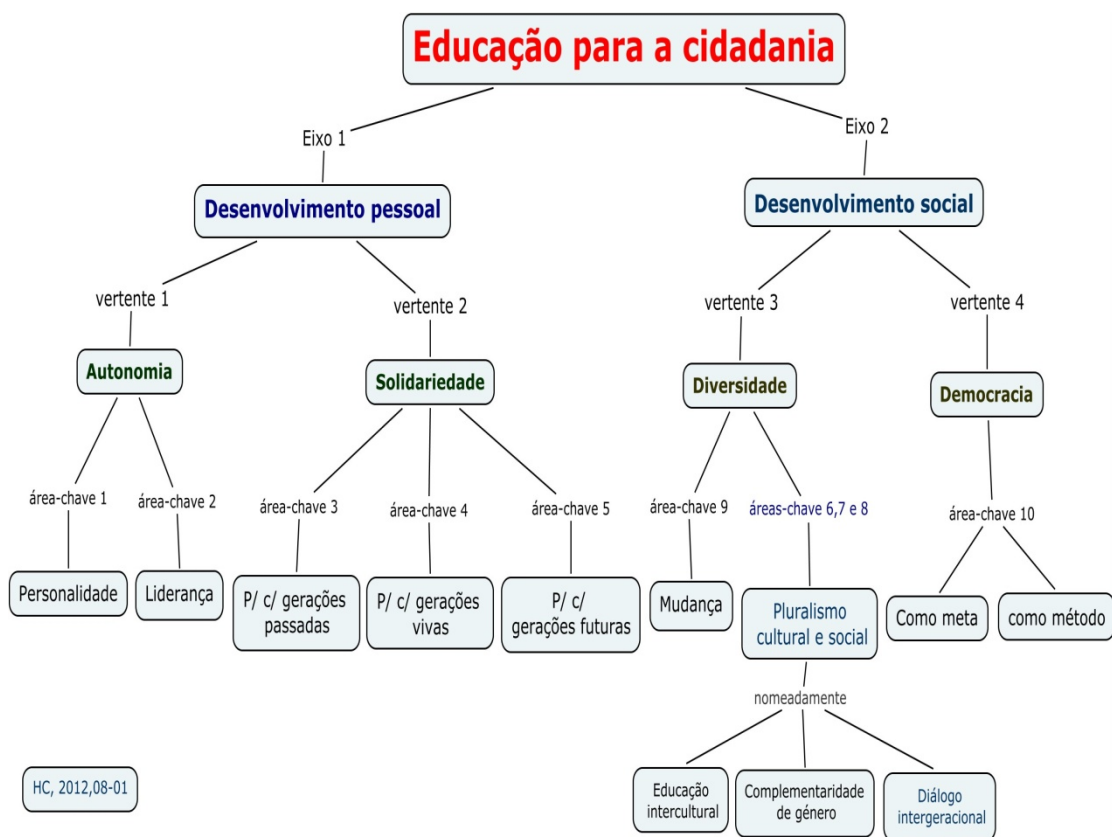 Educação para a cidadania
Eixo 1
Eixo 2
Desenvolvimento pessoal
Desenvolvimento social
vertente 1
vertente 2
vertente 3
vertente 4
Autonomia
Solidariedade
Diversidade
Democracia
área-chave 1
área-chave 2
área-chave 3
área-chave 4
área-chave 5
área-chave 9
áreas-chave 6,7 e 8
área-chave 10
Personalidade
Liderança
P/ c/ gerações
passadas
P/ c/ gerações
vivas
P/ c/
gerações futuras
Mudança
Pluralismo
cultural e social
Como meta
como método
nomeadamente
Educação
intercultural
Complementaridade
de género
Diálogo
intergeracional
HC, 2012,08-01